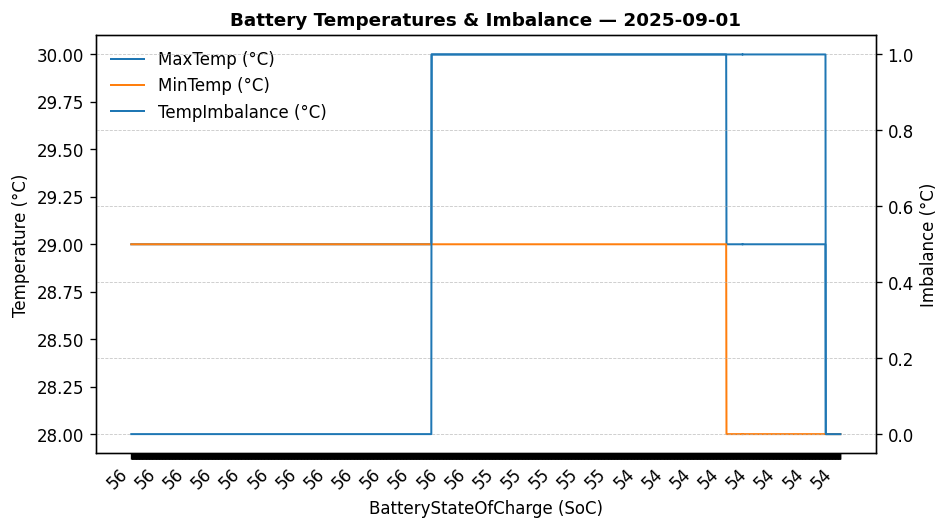 Battery Temperatures & Imbalance — 2025-09-01
MaxTemp (°C)
MinTemp (°C)
TempImbalance (°C)
Temperature (°C)
30.00
29.75
29.50
29.25
29.00
28.75
28.50
28.25
28.00
1.0
0.8
0.6
0.4
0.2
0.0
Imbalance (°C)
56 56 56 56 56 56 56 56 56 56 56 56 55 55 55 55 55 54 54 54 54 54 54 54 54
BatteryStateOfCharge (SoC)